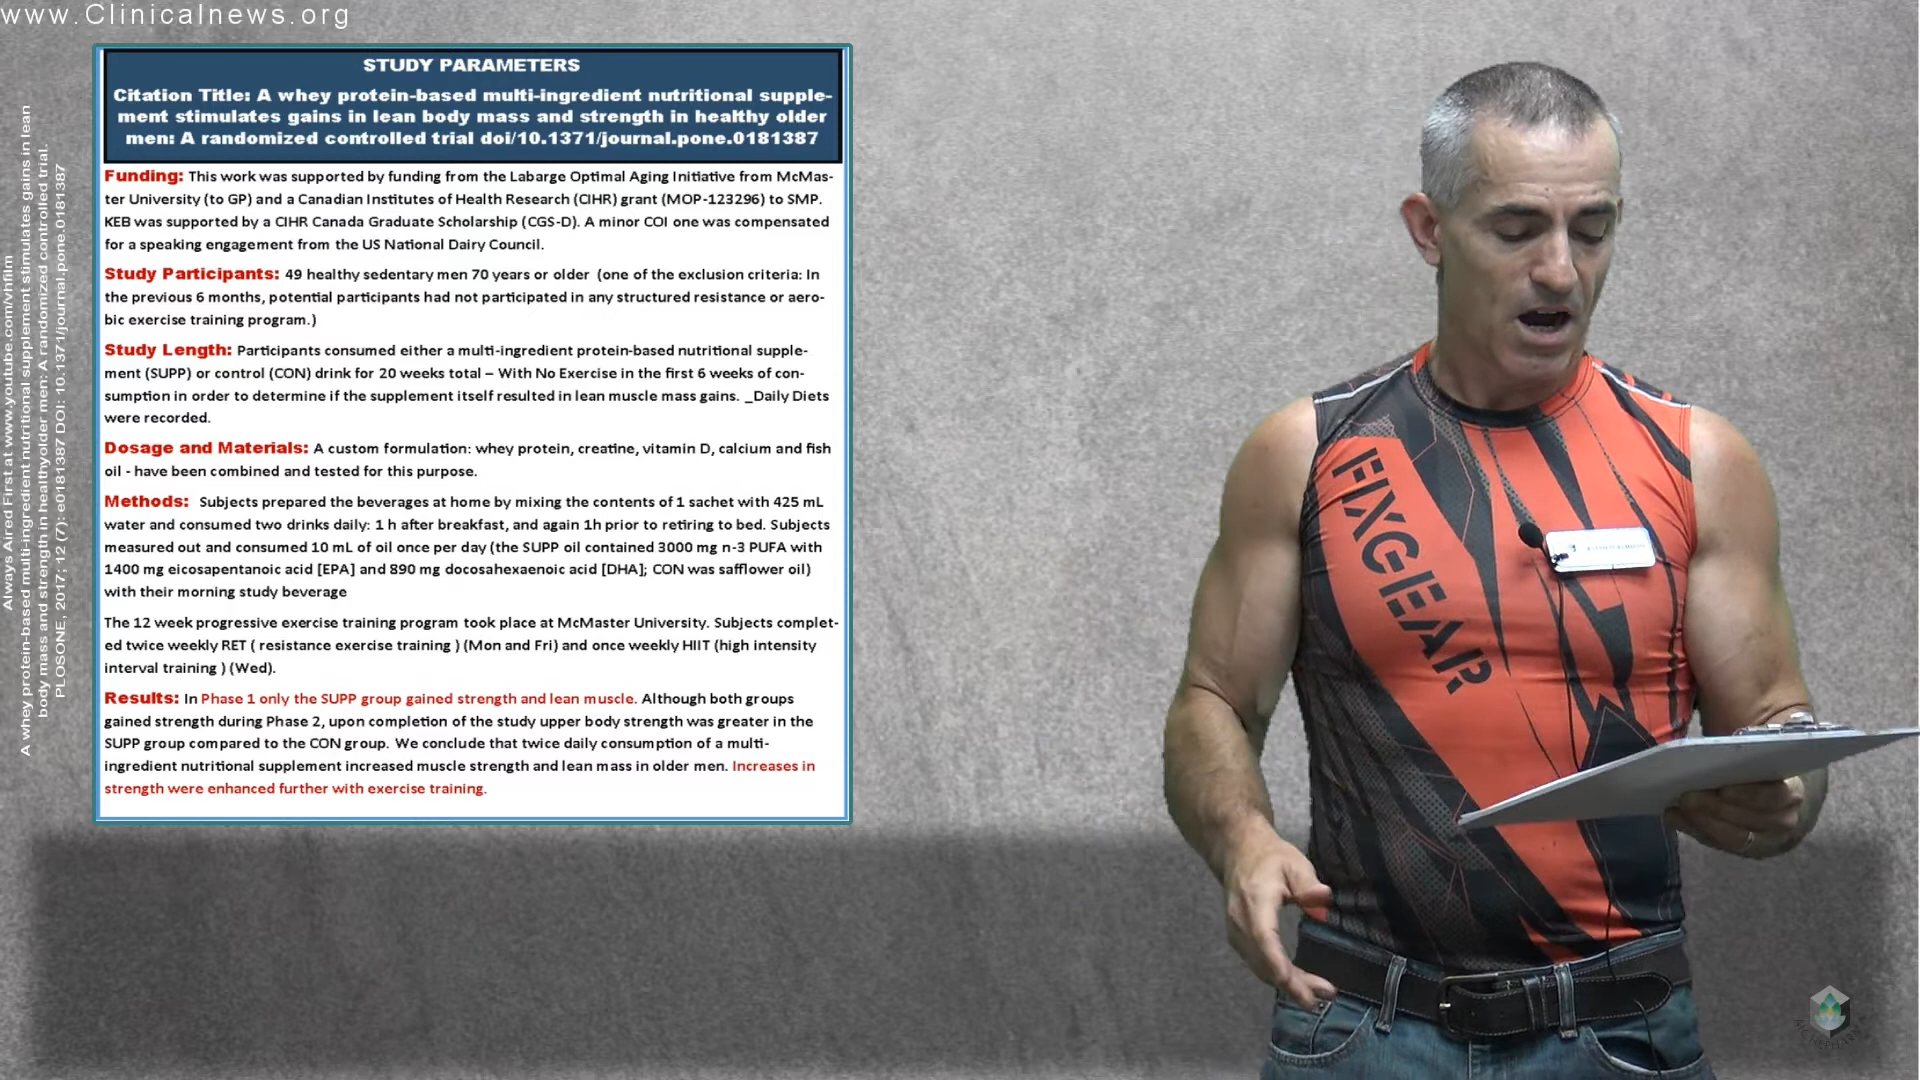 www.Clinicalnews.org
STUDY PARAMETERS
Citation Title: A whey protein-based multi-ingredient nutritional supple-
ment stimulates gains in lean body mass and strength in healthy older
men: A randomized controlled trial doi/10.1371/journal.pone.0181387
Funding: This work was supported by funding from the Labarge Optimal Aging Initiative from McMas-
ter University (to GP) and a Canadian Institutes of Health Research (CIHR) grant (MOP-123296) to SMP.
KEB was supported by a CIHR Canada Graduate Scholarship (CGS-D). A minor COI one was compensated
for a speaking engagement from the US National Dairy Council.
Study Participants: 49 healthy sedentary men 70 years or older (one of the exclusion criteria: In
the previous 6 months, potential participants had not participated in any structured resistance or aero-
bic exercise training program.)
Study Length: Participants consumed either a multi-ingredient protein-based nutritional supple-
ment (SUPP) or control (CON) drink for 20 weeks total – With No Exercise in the first 6 weeks of con-
sumption in order to determine if the supplement itself resulted in lean muscle mass gains. _Daily Diets
were recorded.
Dosage and Materials: A custom formulation: whey protein, creatine, vitamin D, calcium and fish
oil - have been combined and tested for this purpose.
Methods: Subjects prepared the beverages at home by mixing the contents of 1 sachet with 425 mL
water and consumed two drinks daily: 1 h after breakfast, and again 1h prior to retiring to bed. Subjects
measured out and consumed 10 mL of oil once per day (the SUPP oil contained 3000 mg n-3 PUFA with
1400 mg eicosapentanoic acid [EPA] and 890 mg docosahexaenoic acid [DHA]; CON was safflower oil)
with their morning study beverage
The 12 week progressive exercise training program took place at McMaster University. Subjects complet-
ed twice weekly RET ( resistance exercise training ) (Mon and Fri) and once weekly HIIT (high intensity
interval training ) (Wed).
Results: In Phase 1 only the SUPP group gained strength and lean muscle. Although both groups
gained strength during Phase 2, upon completion of the study upper body strength was greater in the
SUPP group compared to the CON group. We conclude that twice daily consumption of a multi-
ingredient nutritional supplement increased muscle strength and lean mass in older men. Increases in
strength were enhanced further with exercise training.
Always Aired First at www.youtube.com/vhfilm
A whey protein-based multi-ingredient nutritional supplement stimulates gains in lean
body mass and strength in healthyolder men: A randomized controlled trial.
PLOSONE, 2017; 12 (7): e0181387 DOI: 10.1371/journal.pone.0181387
FIXGEAR